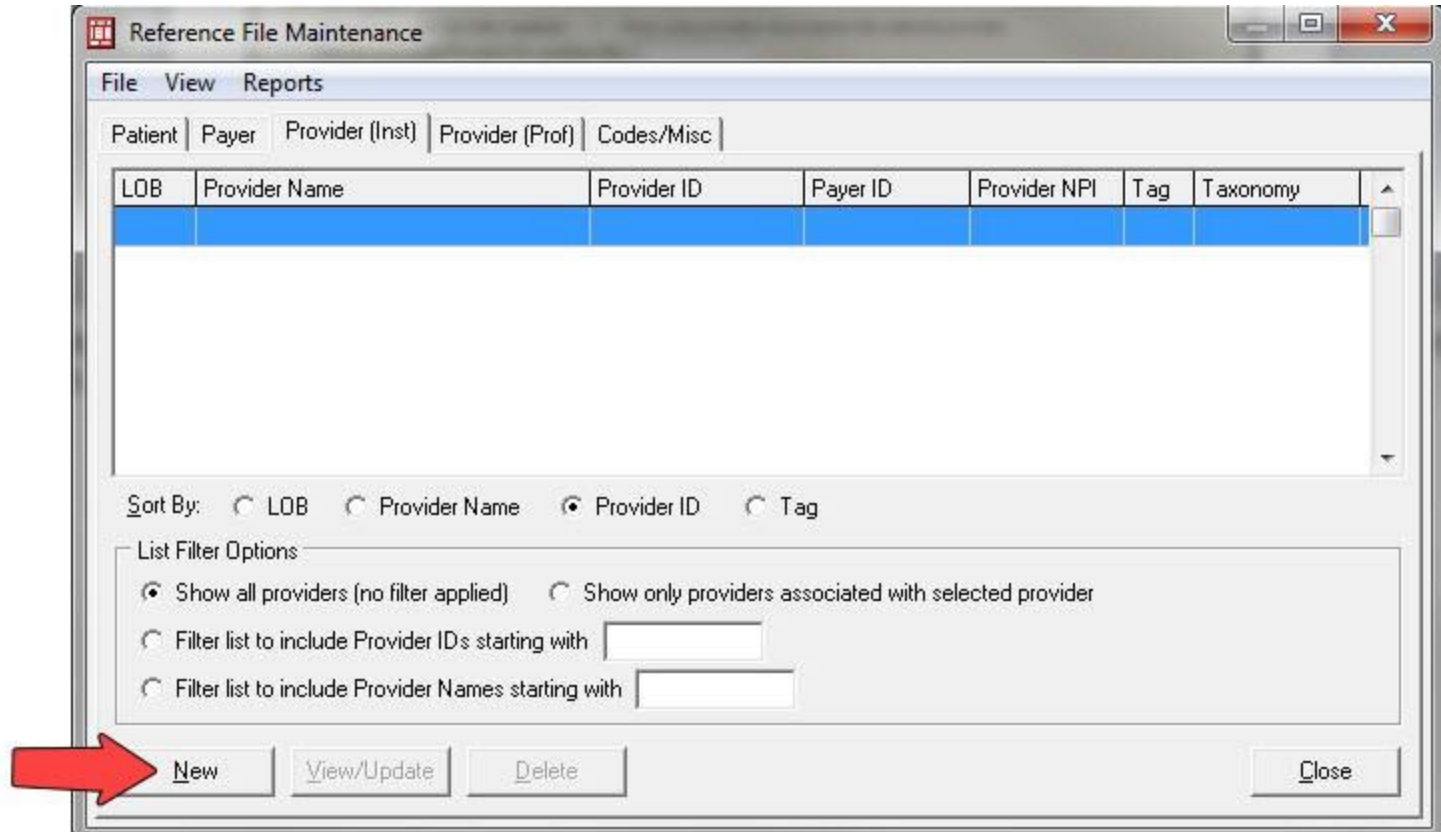 Reference File Maintenance
File View Reports
Patient Payer Provider (Inst) Provider (Prof) Codes/Misc
LOB Provider Name Provider ID Payer ID Provider NPI Tag Taxonomy
Sort By: LOB Provider Name Provider ID Tag
List Filter Options
Show all providers (no filter applied) Show only providers associated with selected provider
Filter list to include Provider IDs starting with
Filter list to include Provider Names starting with
New View/Update Delete Close